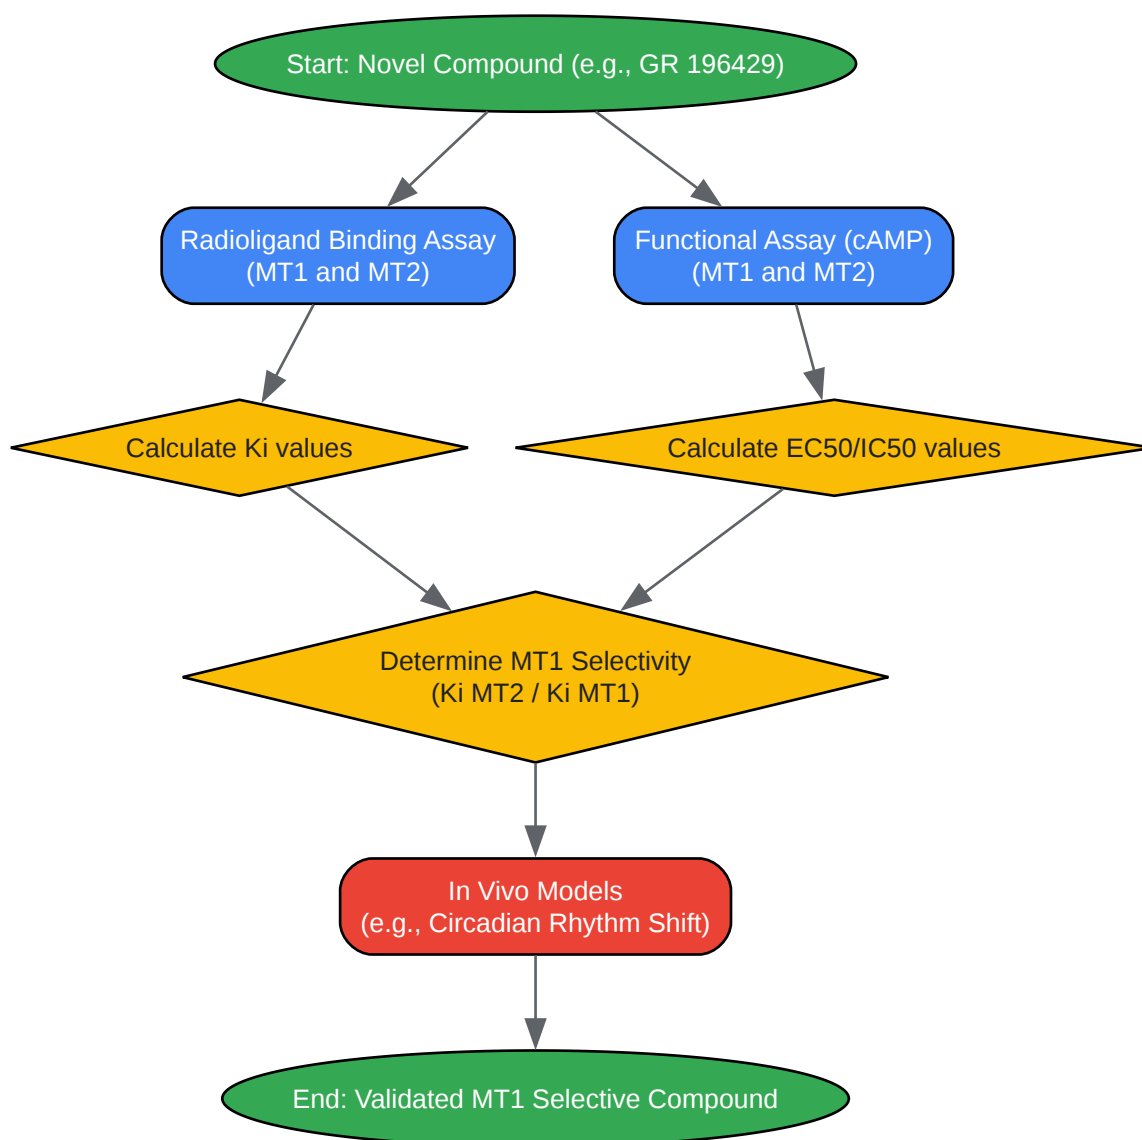 Start: Novel Compound (e.g., GR 196429)
Radioligand Binding Assay
(MT1 and MT2)
Functional Assay (cAMP)
(MT1 and MT2)
Calculate Ki values
Calculate EC50/IC50 values
Determine MT1 Selectivity
(Ki MT2 / Ki MT1)
In Vivo Models
(e.g., Circadian Rhythm Shift)
End: Validated MT1 Selective Compound